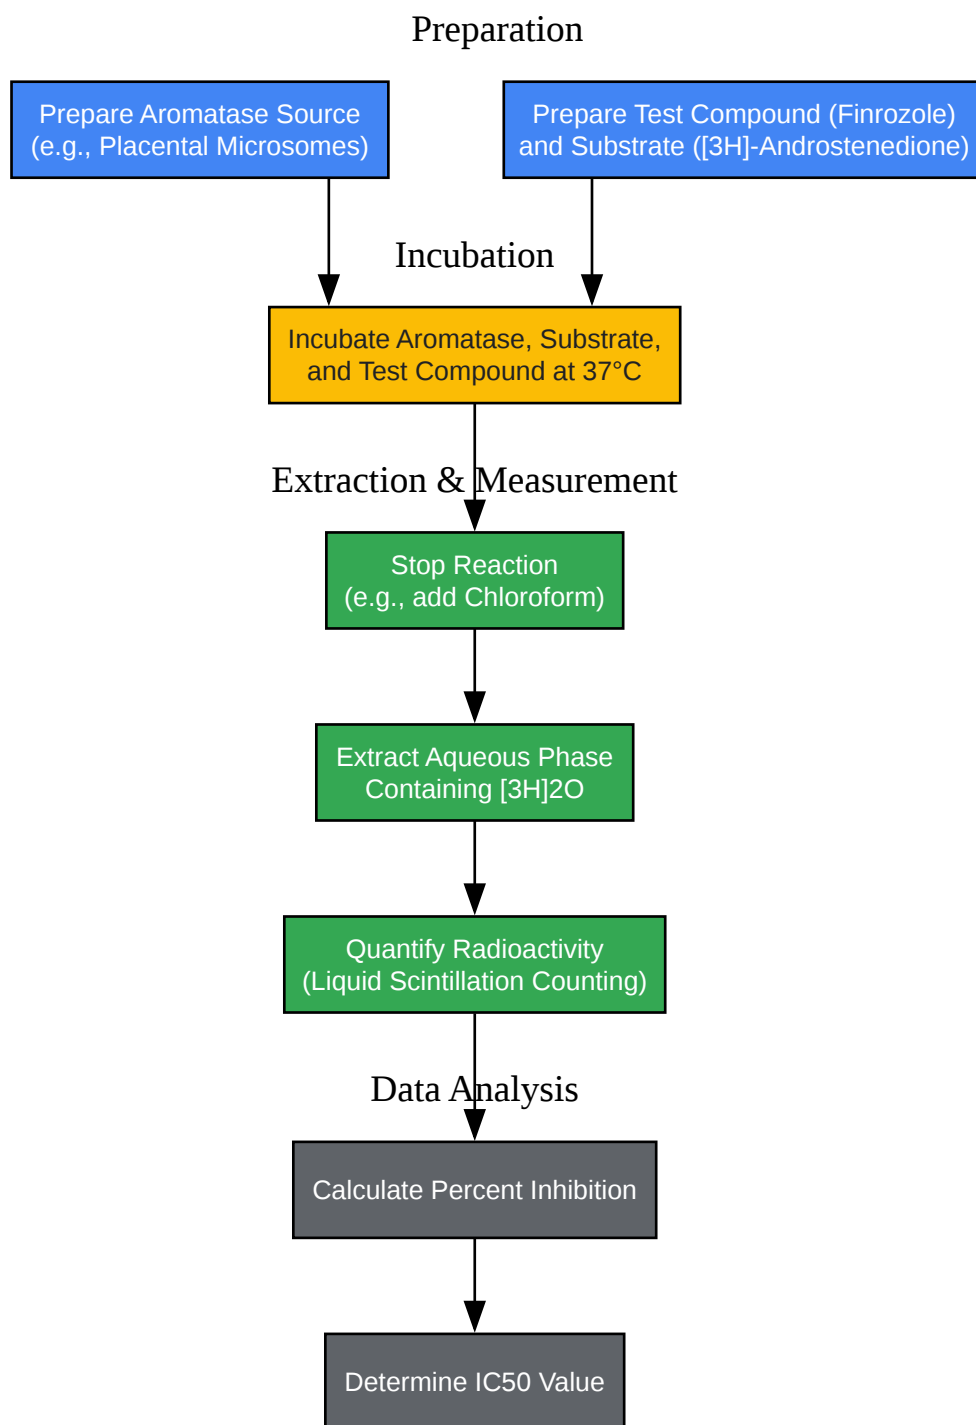 Preparation
Prepare Aromatase Source
(e.g., Placental Microsomes)
Prepare Test Compound (Finrozole)
and Substrate ([3H]-Androstenedione)
Incubation
Incubate Aromatase, Substrate,
and Test Compound at 37°C
Extraction & Measurement
Stop Reaction
(e.g., add Chloroform)
Extract Aqueous Phase
Containing [3H]2O
Quantify Radioactivity
(Liquid Scintillation Counting)
Data Analysis
Calculate Percent Inhibition
Determine IC50 Value